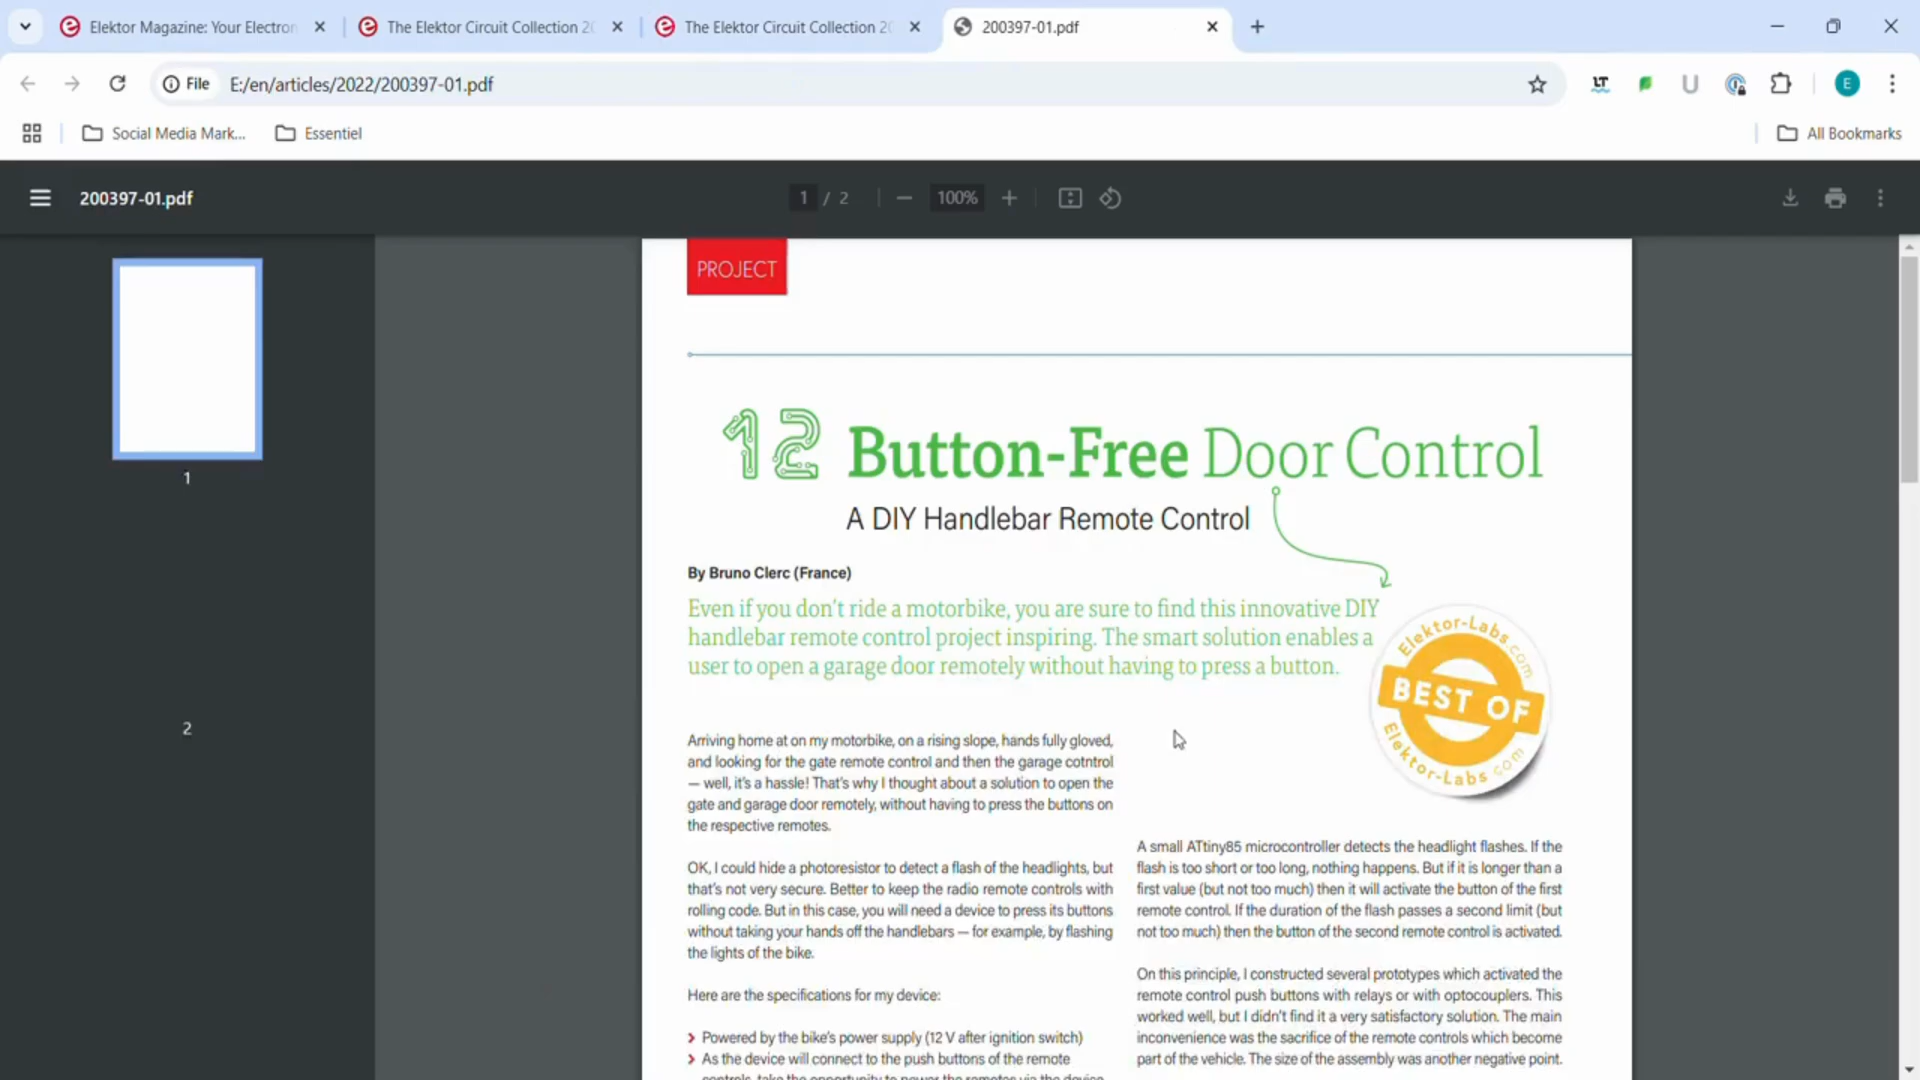 Elektor Magazine: Your Electron
The Elektor Circuit Collection 20
The Elektor Circuit Collection 20
200397-01.pdf
File
E:/en/articles/2022/200397-01.pdf
LT
U
E
Social Media Mark...
Essentiel
All Bookmarks
200397-01.pdf
1 / 2
100%
1
2
PROJECT
12 Button-Free Door Control
A DIY Handlebar Remote Control
By Bruno Clerc (France)
Even if you don't ride a motorbike, you are sure to find this innovative DIY
handlebar remote control project inspiring. The smart solution enables a
user to open a garage door remotely without having to press a button.
Elektor-Labs.com
BEST OF
Elektor-Labs.com
Arriving home at on my motorbike, on a rising slope, hands fully gloved,
and looking for the gate remote control and then the garage cotntrol
— well, it's a hassle! That's why I thought about a solution to open the
gate and garage door remotely, without having to press the buttons on
the respective remotes.
OK, I could hide a photoresistor to detect a flash of the headlights, but
that's not very secure. Better to keep the radio remote controls with
rolling code. But in this case, you will need a device to press its buttons
without taking your hands off the handlebars — for example, by flashing
the lights of the bike.
Here are the specifications for my device:
Powered by the bike's power supply (12 V after ignition switch)
As the device will connect to the push buttons of the remote
controls, take the opportunity to power the remotes via the device
A small ATtiny85 microcontroller detects the headlight flashes. If the
flash is too short or too long, nothing happens. But if it is longer than a
first value (but not too much) then it will activate the button of the first
remote control. If the duration of the flash passes a second limit (but
not too much) then the button of the second remote control is activated.
On this principle, I constructed several prototypes which activated the
remote control push buttons with relays or with optocouplers. This
worked well, but I didn't find it a very satisfactory solution. The main
inconvenience was the sacrifice of the remote controls which become
part of the vehicle. The size of the assembly was another negative point.